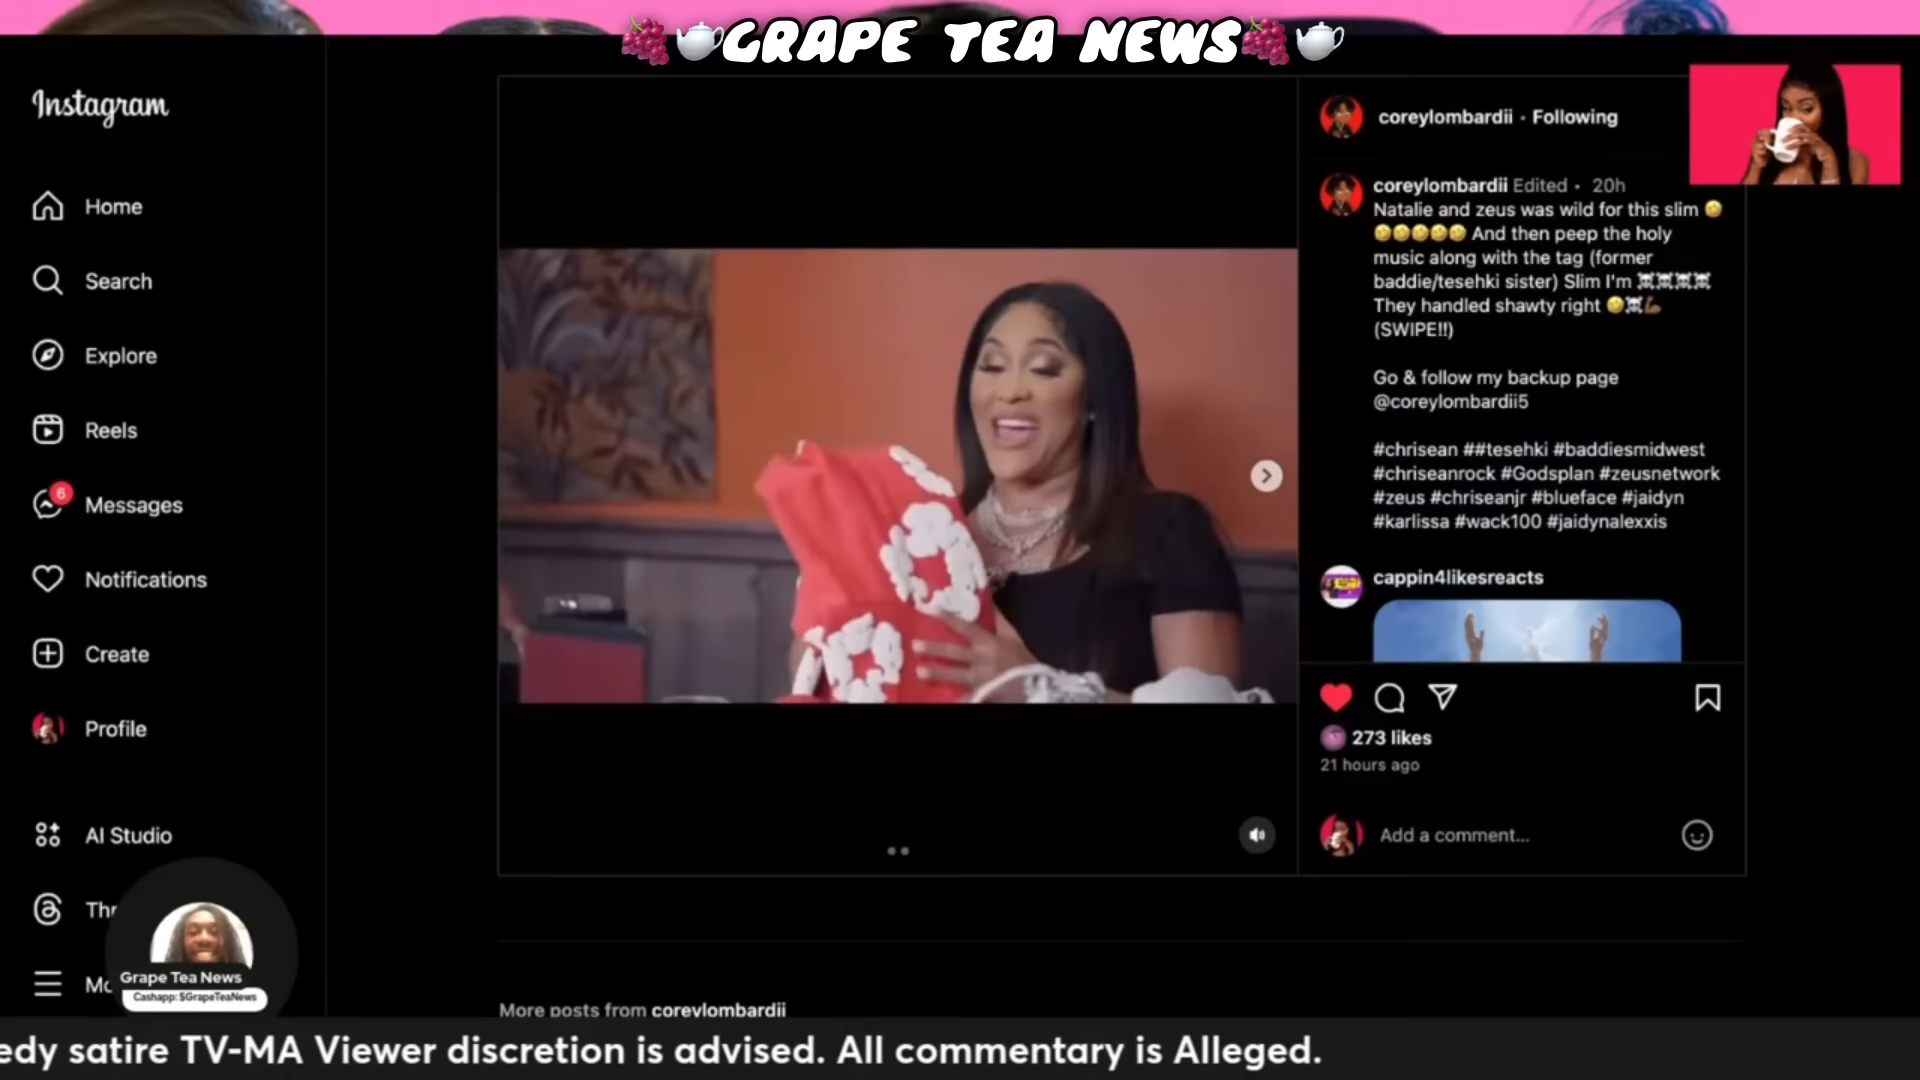 GRAPE TEA NEWS
Instagram
Home
Search
Explore
Reels
6
Messages
Notifications
Create
Profile
AI Studio
Thr
Mo
Grape Tea News
Cashapp: $GrapeTeaNews
coreylombardii • Following
coreylombardii Edited • 20h
Natalie and zeus was wild for this slim 🤣
🤣🤣🤣🤣🤣 And then peep the holy
music along with the tag (former
baddie/tesehki sister) Slim I'm ☠️☠️☠️☠️
They handled shawty right 🤣☠️💪🏾
(SWIPE!!)
Go & follow my backup page
@coreylombardii5
#chrisean ##tesehki #baddiesmidwest
#chriseanrock #Godsplan #zeusnetwork
#zeus #chriseanjr #blueface #jaidyn
#karlissa #wack100 #jaidynalexxis
cappin4likesreacts
273 likes
21 hours ago
Add a comment...
More posts from coreylombardii
edy satire TV-MA Viewer discretion is advised. All commentary is Alleged.